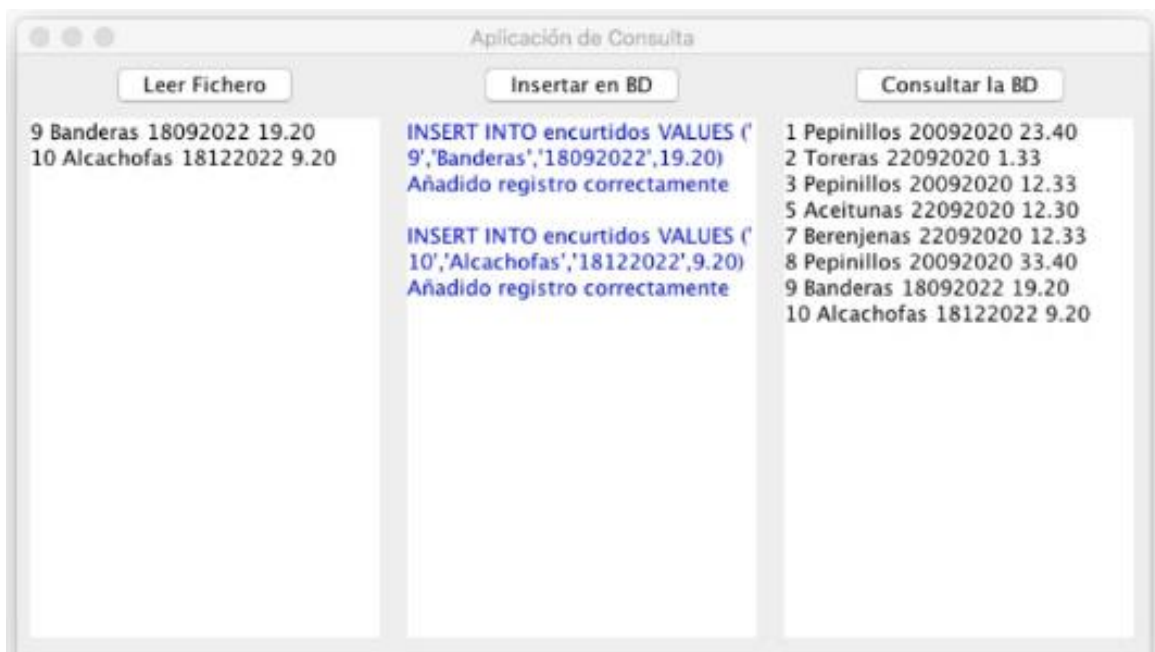 Aplicación de Consulta
Leer Fichero
Insertar en BD
Consultar la BD
9 Banderas 18092022 19.20
10 Alcachofas 18122022 9.20
INSERT INTO encurtidos VALUES ('
9','Banderas','18092022',19.20)
Añadido registro correctamente
INSERT INTO encurtidos VALUES ('
10','Alcachofas','18122022',9.20)
Añadido registro correctamente
1 Pepinillos 20092020 23.40
2 Toreras 22092020 1.33
3 Pepinillos 20092020 12.33
5 Aceitunas 22092020 12.30
7 Berenjenas 22092020 12.33
8 Pepinillos 20092020 33.40
9 Banderas 18092022 19.20
10 Alcachofas 18122022 9.20